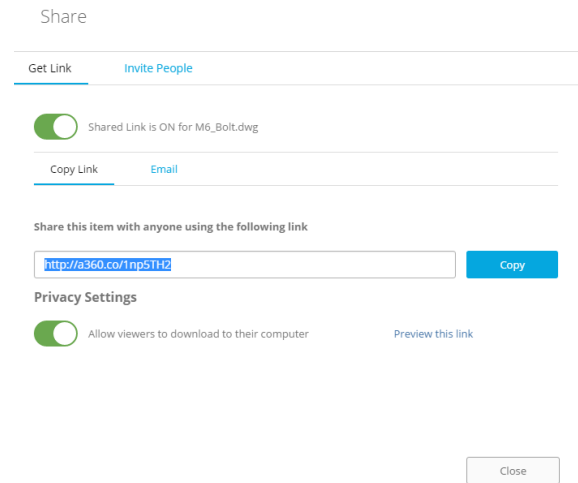 Share
Get Link Invite People
Shared Link is ON for M6_Bolt.dwg
Copy Link Email
Share this item with anyone using the following link
http://a360.co/1np5TH2 Copy
Privacy Settings
Allow viewers to download to their computer Preview this link
Close